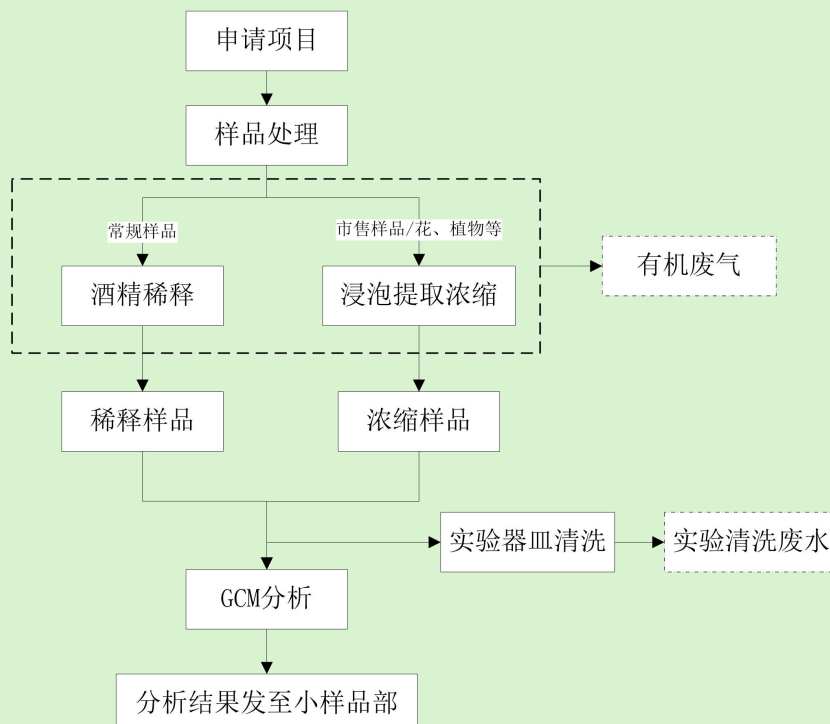 申请项目
样品处理
常规样品
市售样品/花、植物等
酒精稀释
浸泡提取浓缩
有机废气
稀释样品
浓缩样品
实验器皿清洗
实验清洗废水
GCM分析
分析结果发至小样品部